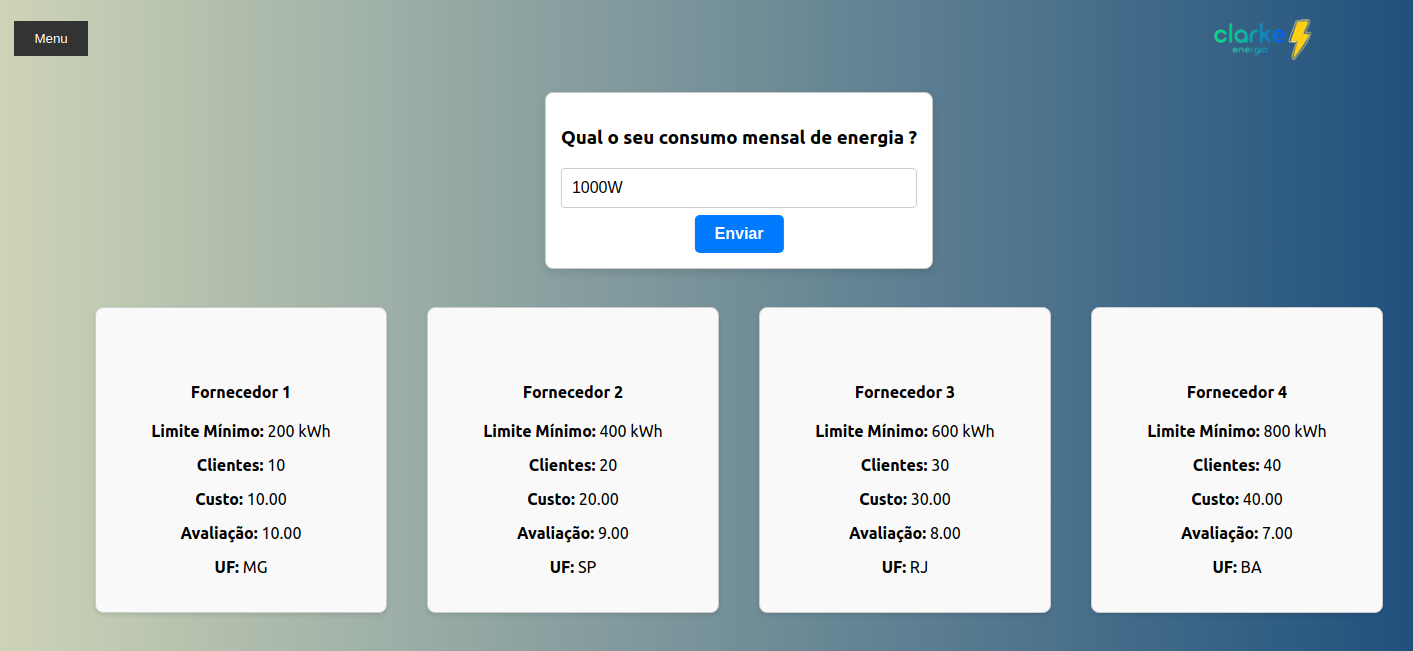 Menu
clarke
energia
Qual o seu consumo mensal de energia ?
1000W
Enviar
Fornecedor 1
Limite Mínimo: 200 kWh
Clientes: 10
Custo: 10.00
Avaliação: 10.00
UF: MG
Fornecedor 2
Limite Mínimo: 400 kWh
Clientes: 20
Custo: 20.00
Avaliação: 9.00
UF: SP
Fornecedor 3
Limite Mínimo: 600 kWh
Clientes: 30
Custo: 30.00
Avaliação: 8.00
UF: RJ
Fornecedor 4
Limite Mínimo: 800 kWh
Clientes: 40
Custo: 40.00
Avaliação: 7.00
UF: BA